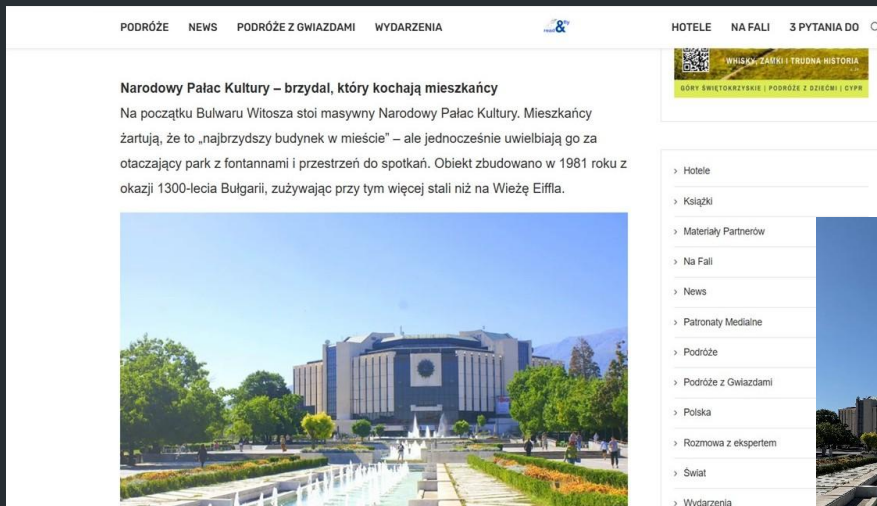 PODRÓŻE NEWS PODRÓŻE Z GWIAZDAMI WYDARZENIA HOTELE NA FALI 3 PYTANIA DO
Narodowy Pałac Kultury – brzydal, który kochają mieszkańcy
Na początku Bulwaru Witosza stoi masywny Narodowy Pałac Kultury. Mieszkańcy
żartują, że to „najbrzydszy budynek w mieście” – ale jednocześnie uwielbiają go za
otaczający park z fontannami i przestrzeń do spotkań. Obiekt zbudowano w 1981 roku z
okazji 1300-lecia Bułgarii, zużywając przy tym więcej stali niż na Wieżę Eiffla.
WHISKY, ZAMKI I TRUDNA HISTORIA
GÓRY ŚWIĘTOKRZYSKIE | PODRÓŻE Z DZIEĆMI | CYPR
Hotele
Książki
Materiały Partnerów
Na Fali
News
Patronaty Medialne
Podróże
Podróże z Gwiazdami
Polska
Rozmowa z ekspertem
Świat
Wydarzenia